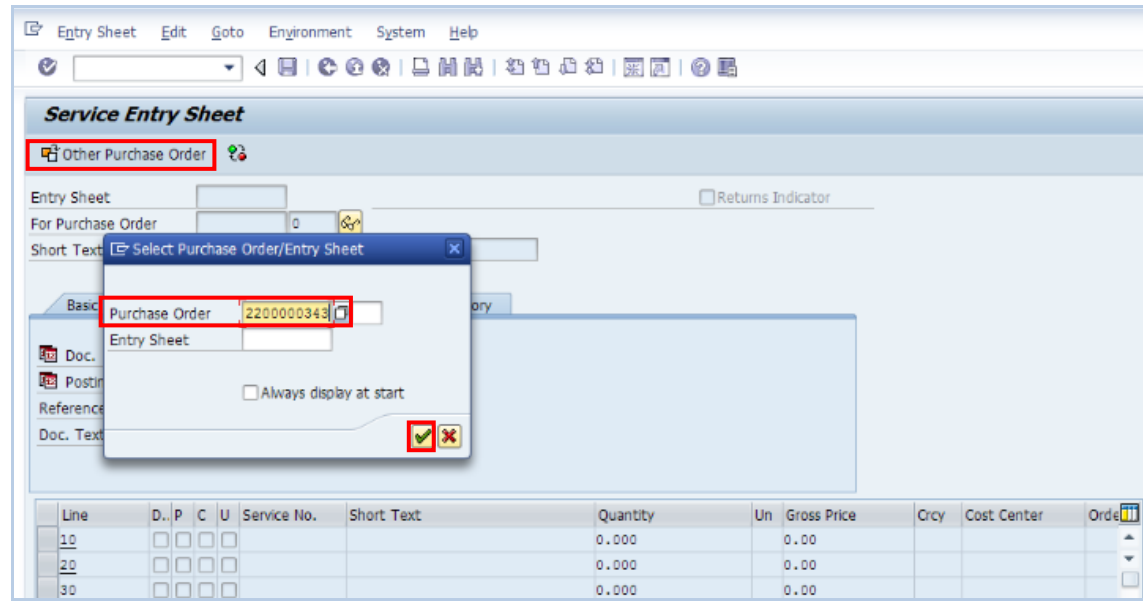 Entry Sheet Edit Goto Environment System Help
Service Entry Sheet
Other Purchase Order
Entry Sheet Returns Indicator
For Purchase Order 0
Short Text
Select Purchase Order/Entry Sheet
Basic ory
Purchase Order 2200000343
Entry Sheet
Doc.
Postin
Always display at start
Reference
Doc. Text
Line D.. P C U Service No. Short Text Quantity Un Gross Price Crcy Cost Center Orde
10 0.000 0.00
20 0.000 0.00
30 0.000 0.00